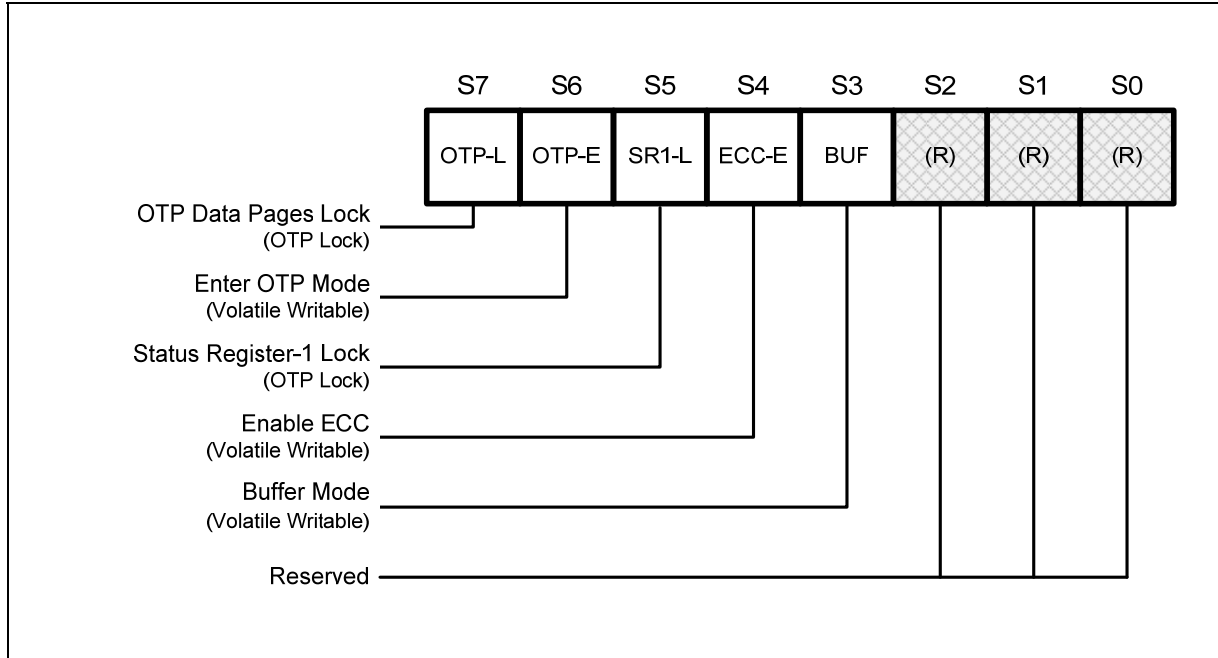 S7 S6 S5 S4 S3 S2 S1 S0
OTP-L OTP-E SR1-L ECC-E BUF (R) (R) (R)
OTP Data Pages Lock
(OTP Lock)
Enter OTP Mode
(Volatile Writable)
Status Register-1 Lock
(OTP Lock)
Enable ECC
(Volatile Writable)
Buffer Mode
(Volatile Writable)
Reserved